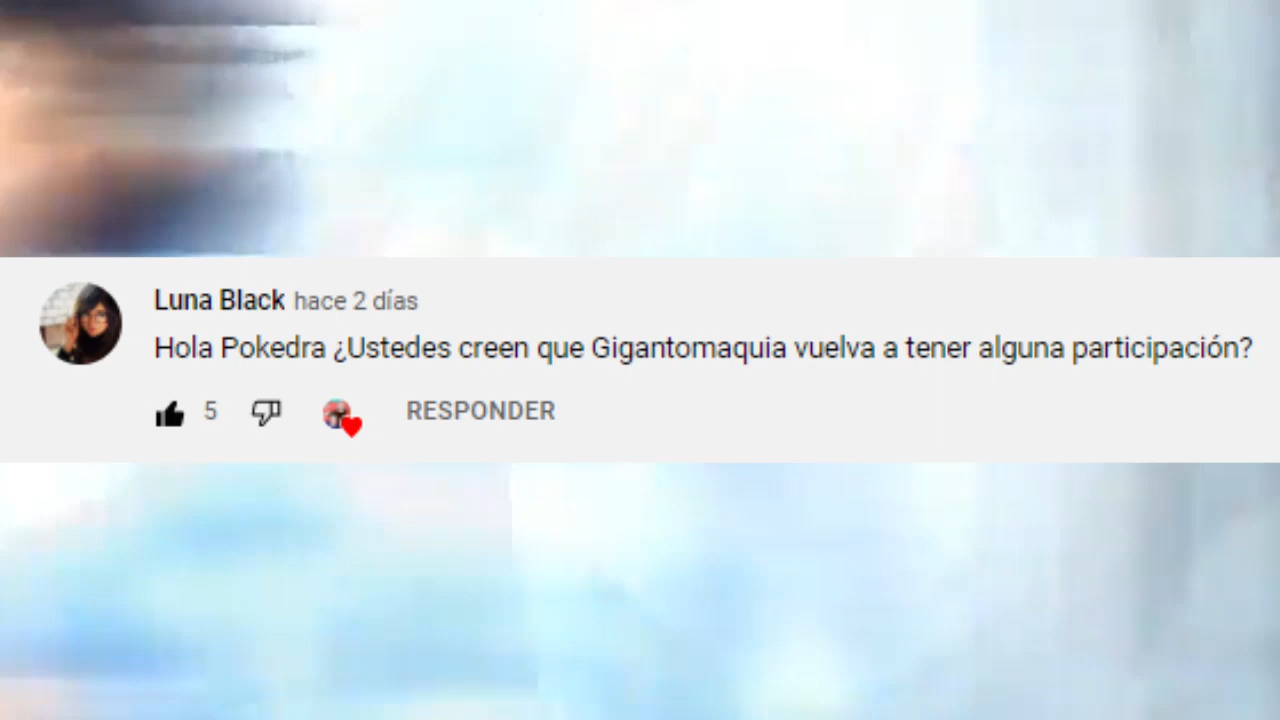 Luna Black hace 2 días
Hola Pokedra ¿Ustedes creen que Gigantomaquia vuelva a tener alguna participación?
5 RESPONDER